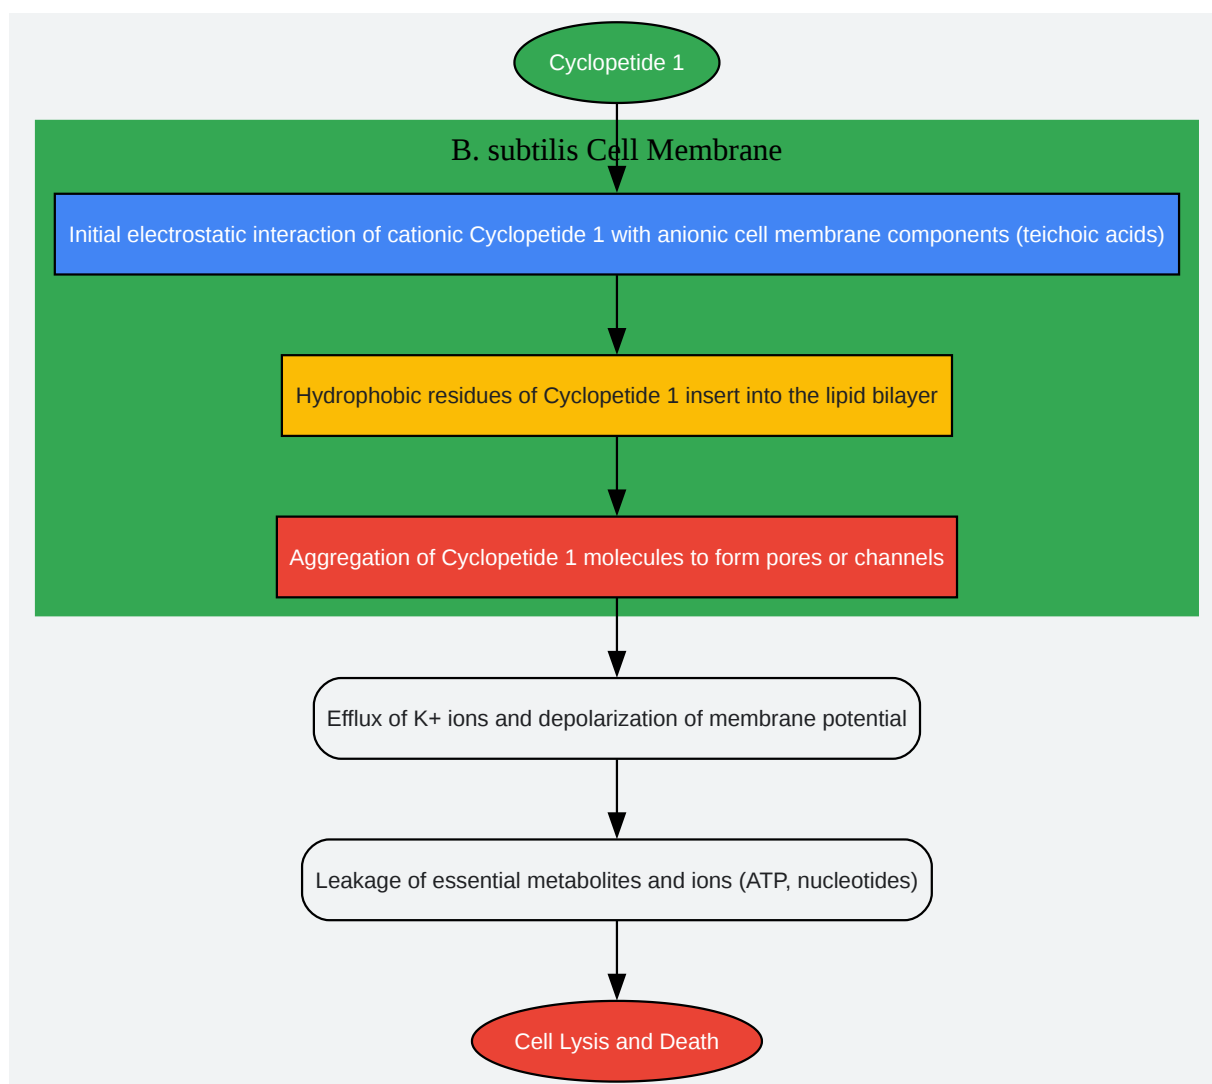 Cyclopetide 1
B. subtilis Cell Membrane
Initial electrostatic interaction of cationic Cyclopetide 1 with anionic cell membrane components (teichoic acids)
Hydrophobic residues of Cyclopetide 1 insert into the lipid bilayer
Aggregation of Cyclopetide 1 molecules to form pores or channels
Efflux of K+ ions and depolarization of membrane potential
Leakage of essential metabolites and ions (ATP, nucleotides)
Cell Lysis and Death